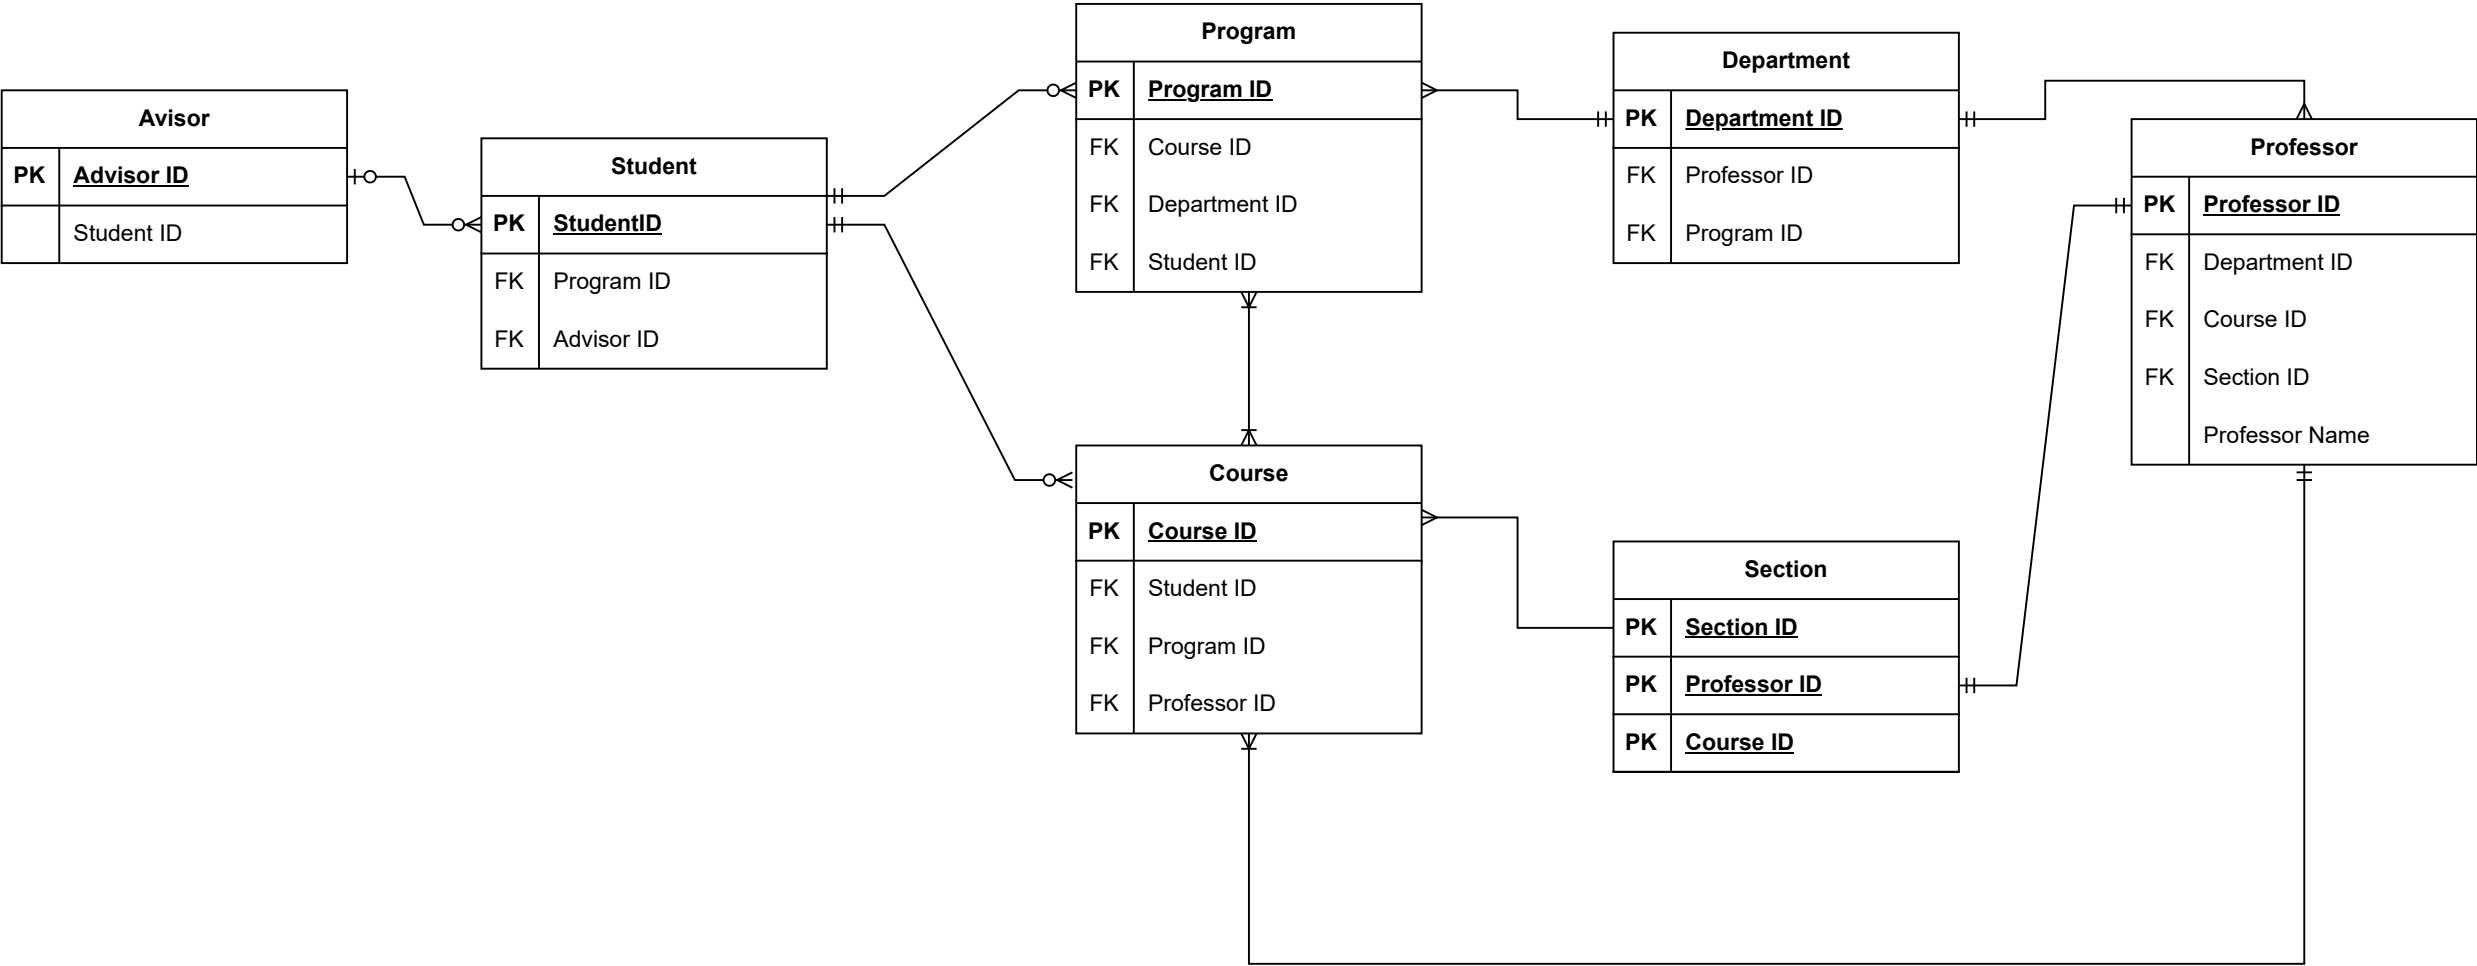 Avisor
PK Advisor ID
Student ID
Student
PK StudentID
FK Program ID
FK Advisor ID
Program
PK Program ID
FK Course ID
FK Department ID
FK Student ID
Course
PK Course ID
FK Student ID
FK Program ID
FK Professor ID
Department
PK Department ID
FK Professor ID
FK Program ID
Section
PK Section ID
PK Professor ID
PK Course ID
Professor
PK Professor ID
FK Department ID
FK Course ID
FK Section ID
Professor Name